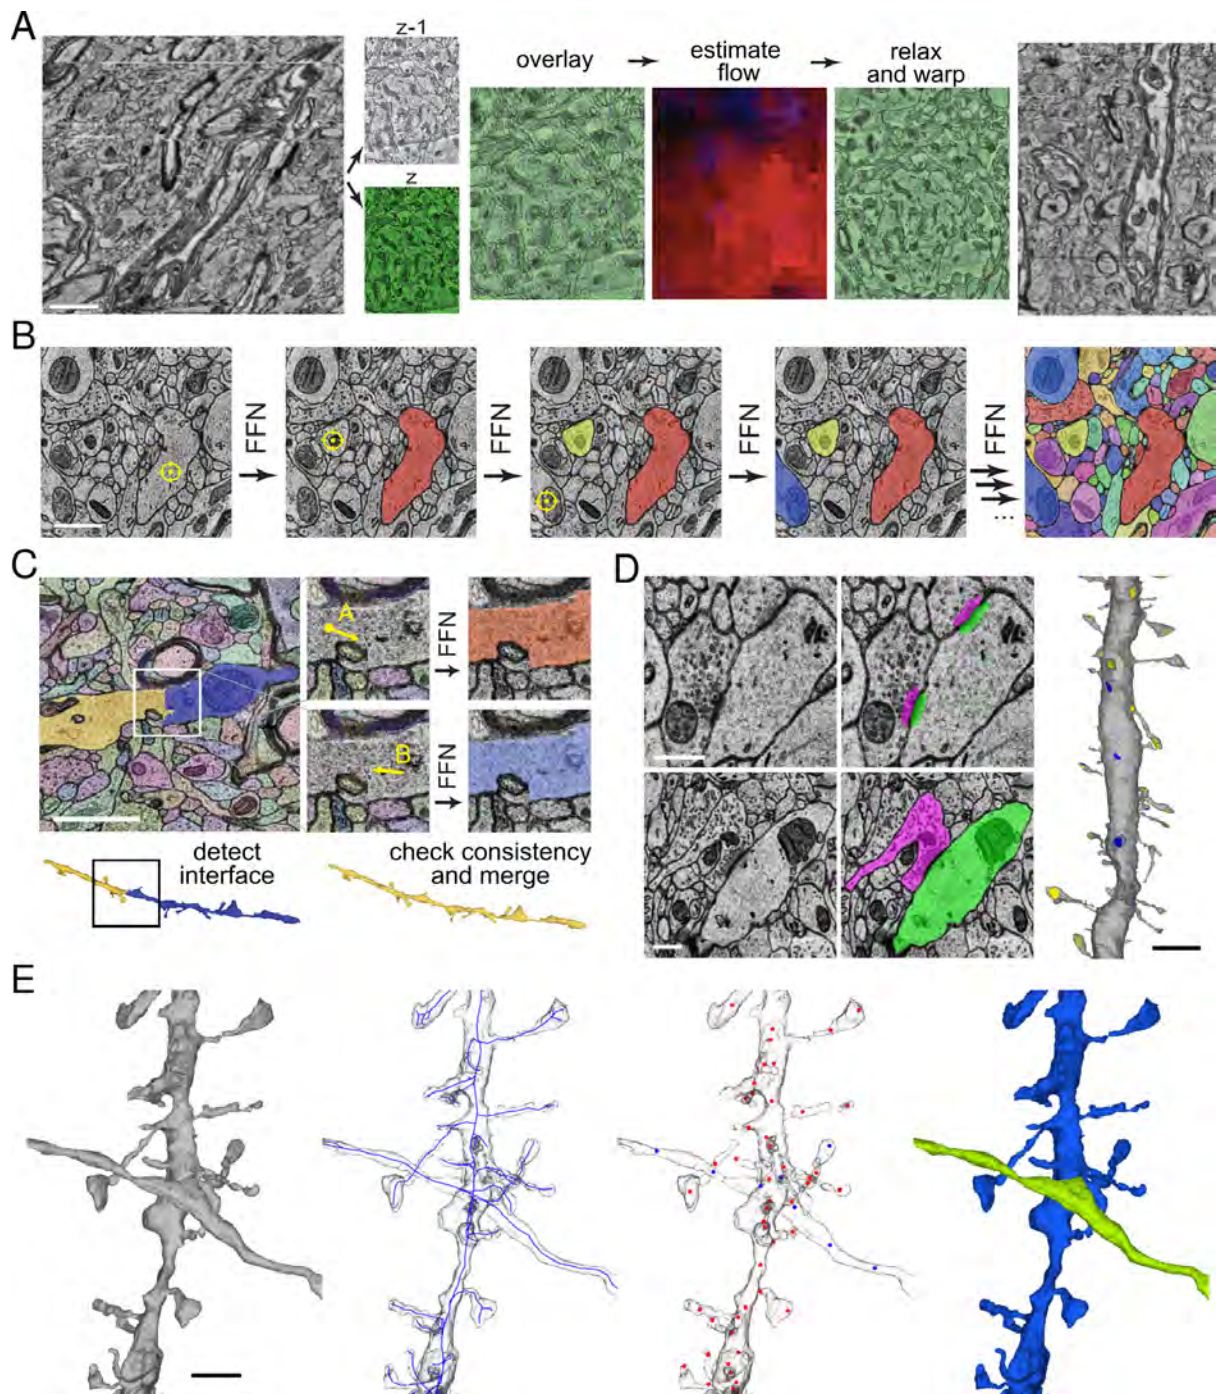 A
z-1
z
overlay
estimate
flow
relax
and warp
B
FFN
FFN
FFN
FFN
...
C
A
FFN
B
FFN
detect
interface
check consistency
and merge
D
E